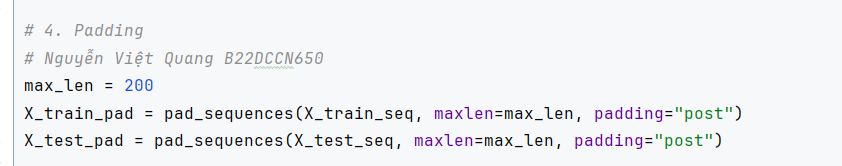 # 4. Padding
# Nguyễn Việt Quang B22DCCN650
max_len = 200
X_train_pad = pad_sequences(X_train_seq, maxlen=max_len, padding="post")
X_test_pad = pad_sequences(X_test_seq, maxlen=max_len, padding="post")